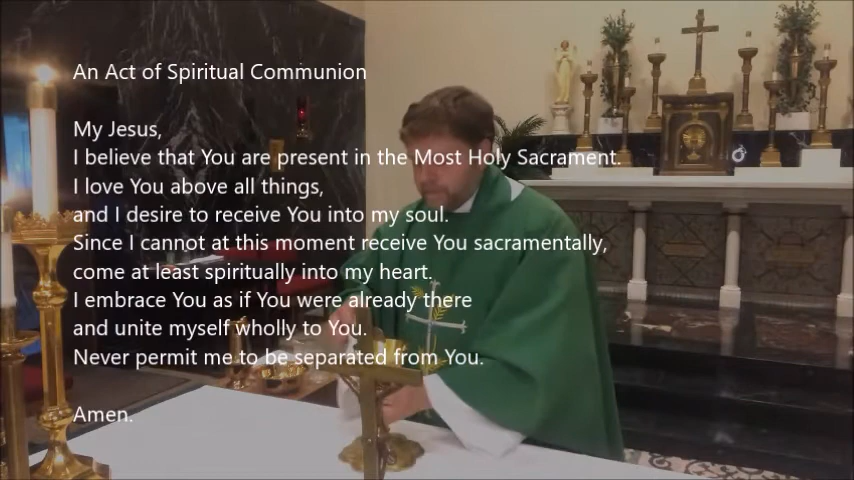 An Act of Spiritual Communion
My Jesus,
I believe that You are present in the Most Holy Sacrament.
I love You above all things,
and I desire to receive You into my soul.
Since I cannot at this moment receive You sacramentally,
come at least spiritually into my heart.
I embrace You as if You were already there
and unite myself wholly to You.
Never permit me to be separated from You.
Amen.